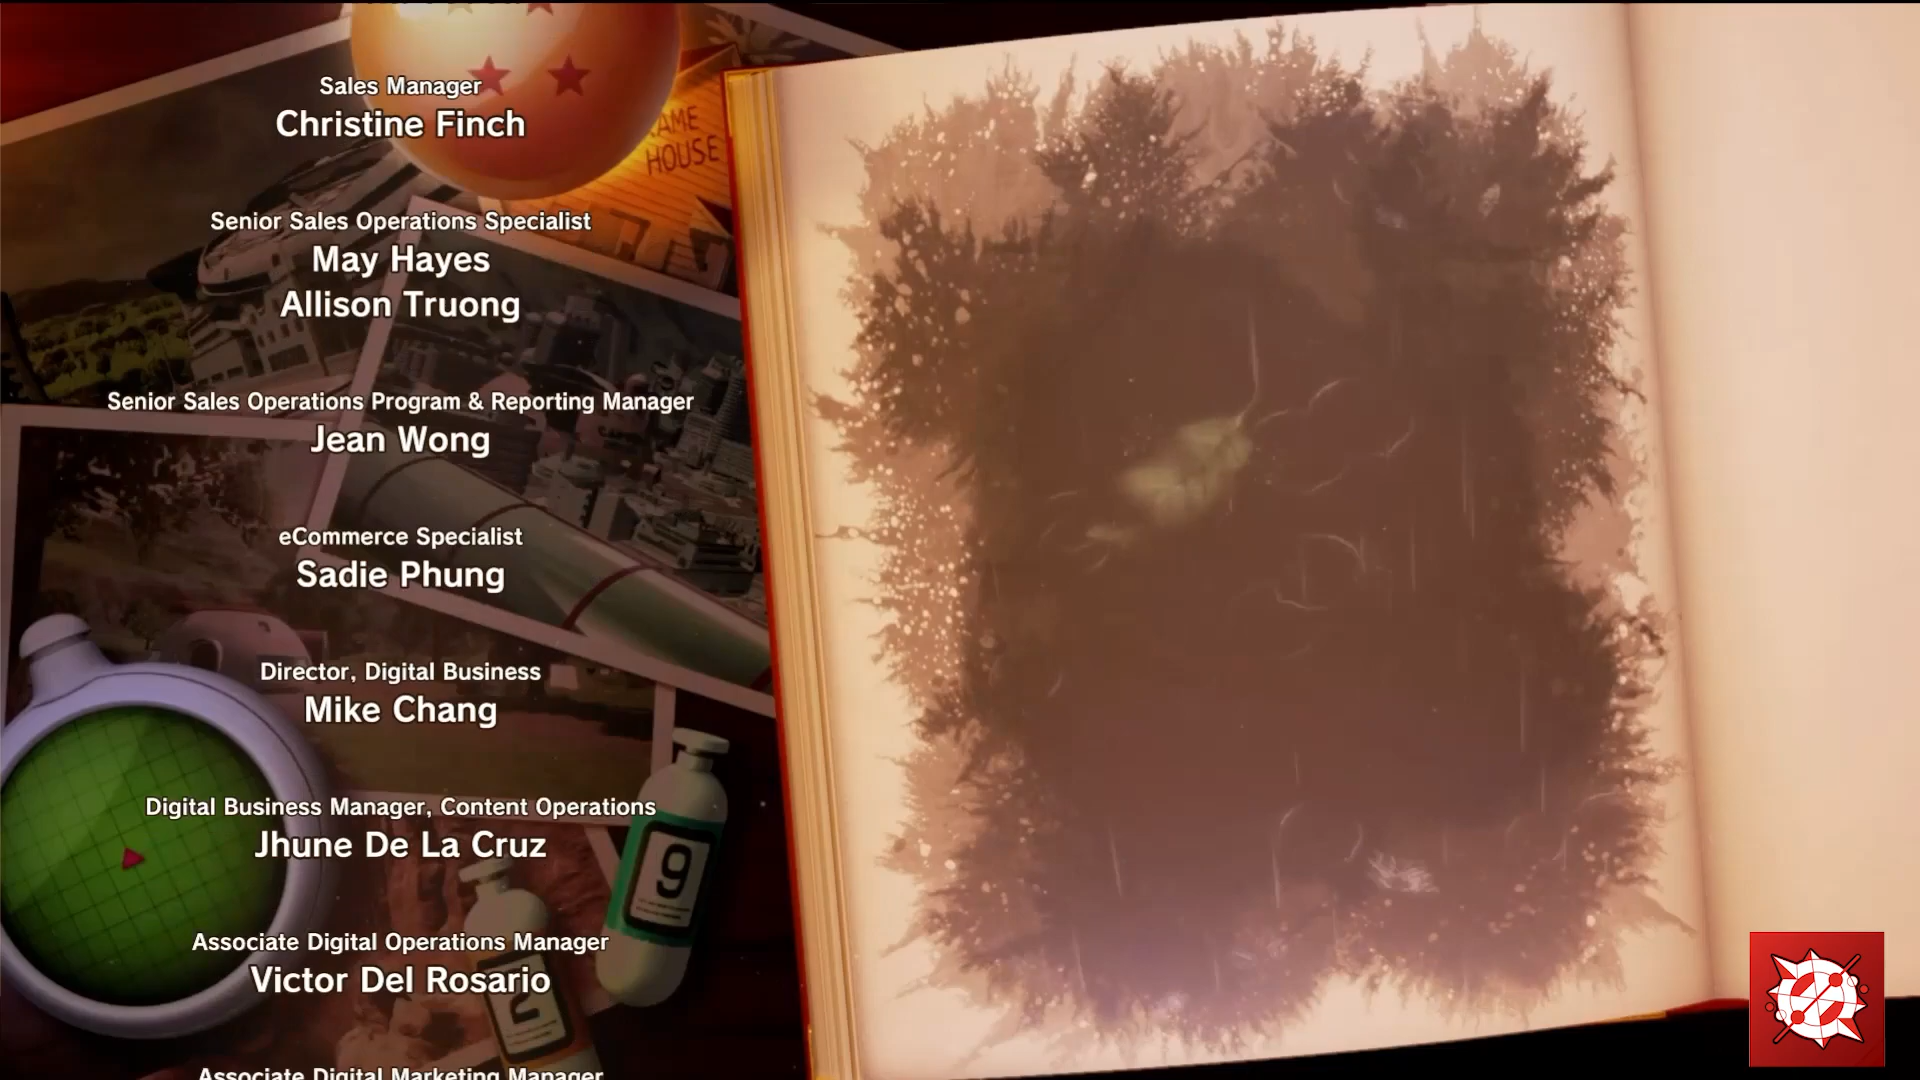 Sales Manager
Christine Finch
KAME
HOUSE
Senior Sales Operations Specialist
May Hayes
Allison Truong
Senior Sales Operations Program & Reporting Manager
Jean Wong
eCommerce Specialist
Sadie Phung
Director, Digital Business
Mike Chang
Digital Business Manager, Content Operations
Jhune De La Cruz
9
Associate Digital Operations Manager
Victor Del Rosario
2
Associate Digital Marketing Manager